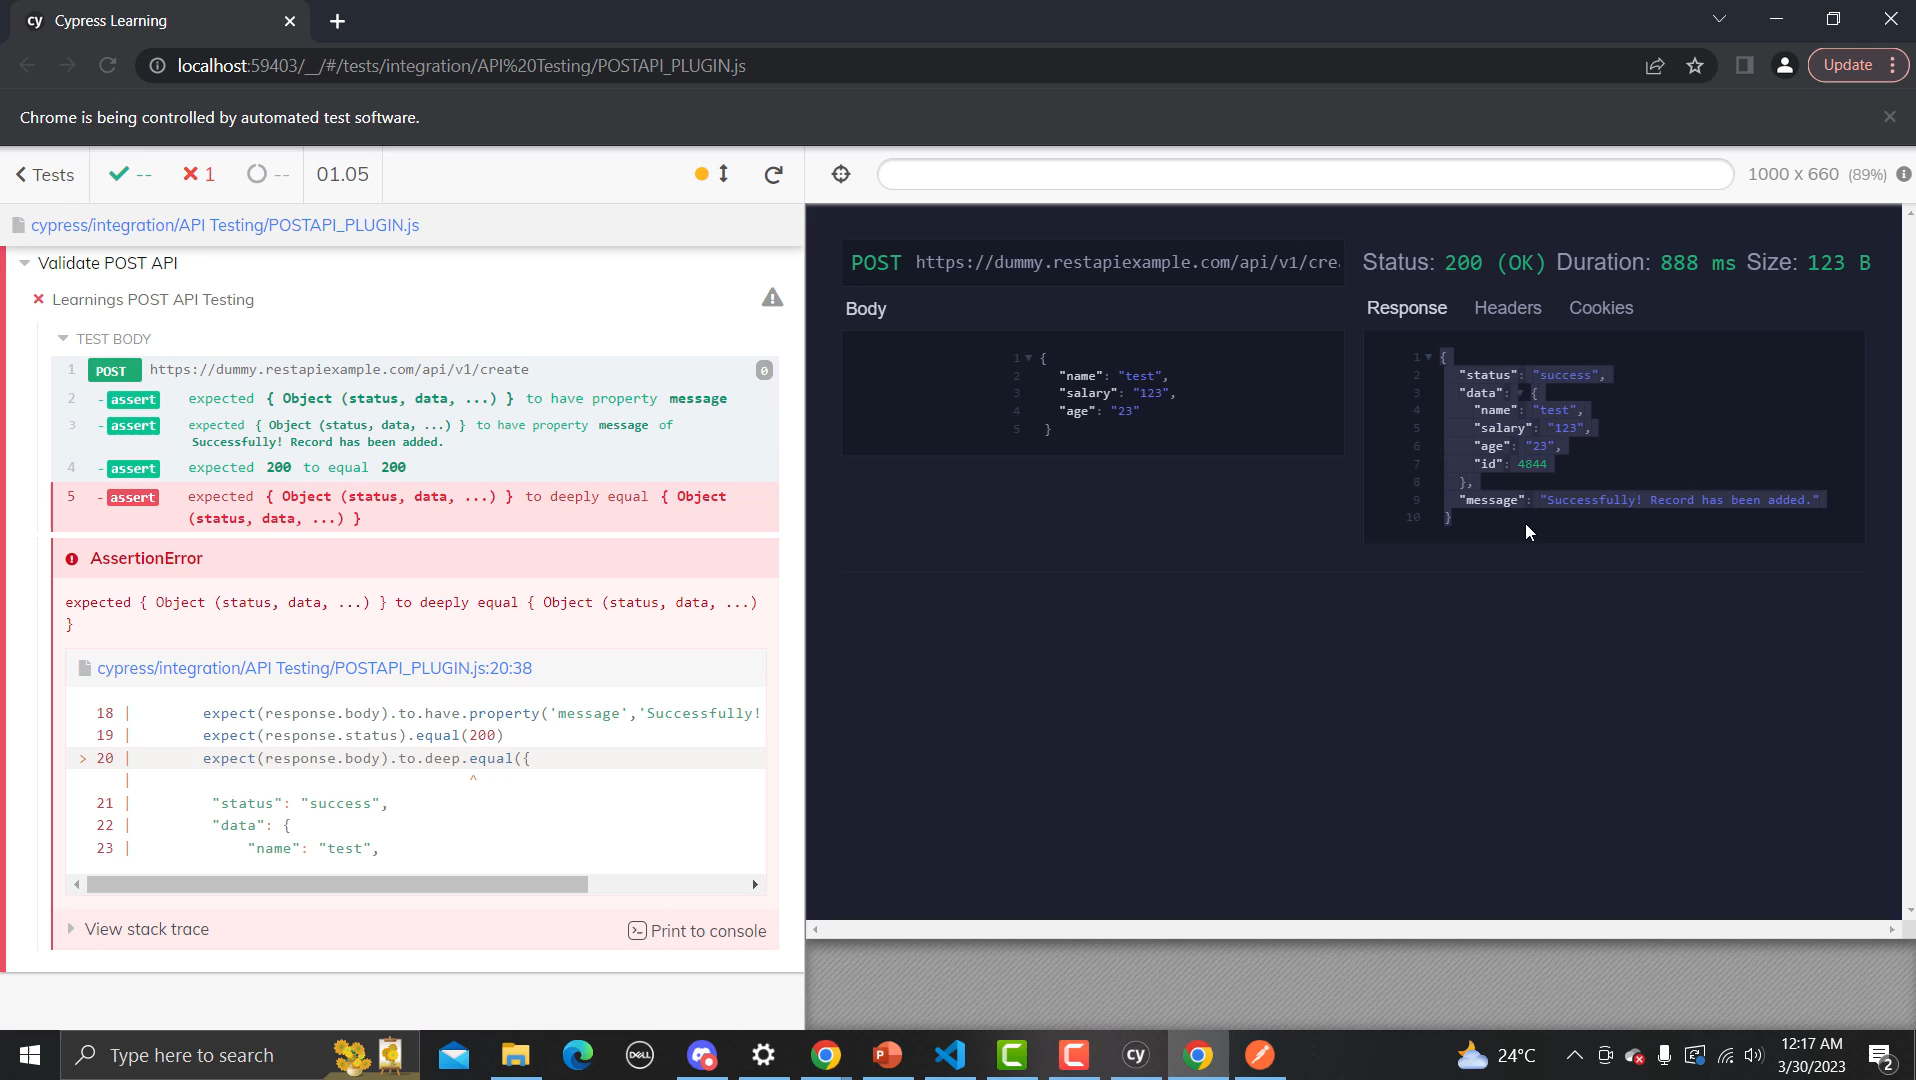 cy Cypress Learning
localhost:59403/__/#/tests/integration/API%20Testing/POSTAPI_PLUGIN.js
Update
Chrome is being controlled by automated test software.
Tests -- 1 -- 01.05
1000 x 660 (89%)
cypress/integration/API Testing/POSTAPI_PLUGIN.js
Validate POST API
Learnings POST API Testing
TEST BODY
1 POST https://dummy.restapiexample.com/api/v1/create 0
2 -assert expected { Object (status, data, ...) } to have property message
3 -assert expected { Object (status, data, ...) } to have property message of
Successfully! Record has been added.
4 -assert expected 200 to equal 200
5 -assert expected { Object (status, data, ...) } to deeply equal { Object
(status, data, ...) }
AssertionError
expected { Object (status, data, ...) } to deeply equal { Object (status, data, ...)
}
cypress/integration/API Testing/POSTAPI_PLUGIN.js:20:38
18 | expect(response.body).to.have.property('message','Successfully!
19 | expect(response.status).equal(200)
> 20 | expect(response.body).to.deep.equal({
| ^
21 | "status": "success",
22 | "data": {
23 | "name": "test",
View stack trace
Print to console
POST https://dummy.restapiexample.com/api/v1/cre
Body
1 {
2 "name": "test",
3 "salary": "123",
4 "age": "23"
5 }
Status: 200 (OK) Duration: 888 ms Size: 123 B
Response Headers Cookies
1 {
2 "status": "success",
3 "data": {
4 "name": "test",
5 "salary": "123",
6 "age": "23",
7 "id": 4844
8 },
9 "message": "Successfully! Record has been added."
10 }
Type here to search
DELL
cy
24°C
12:17 AM
3/30/2023
2